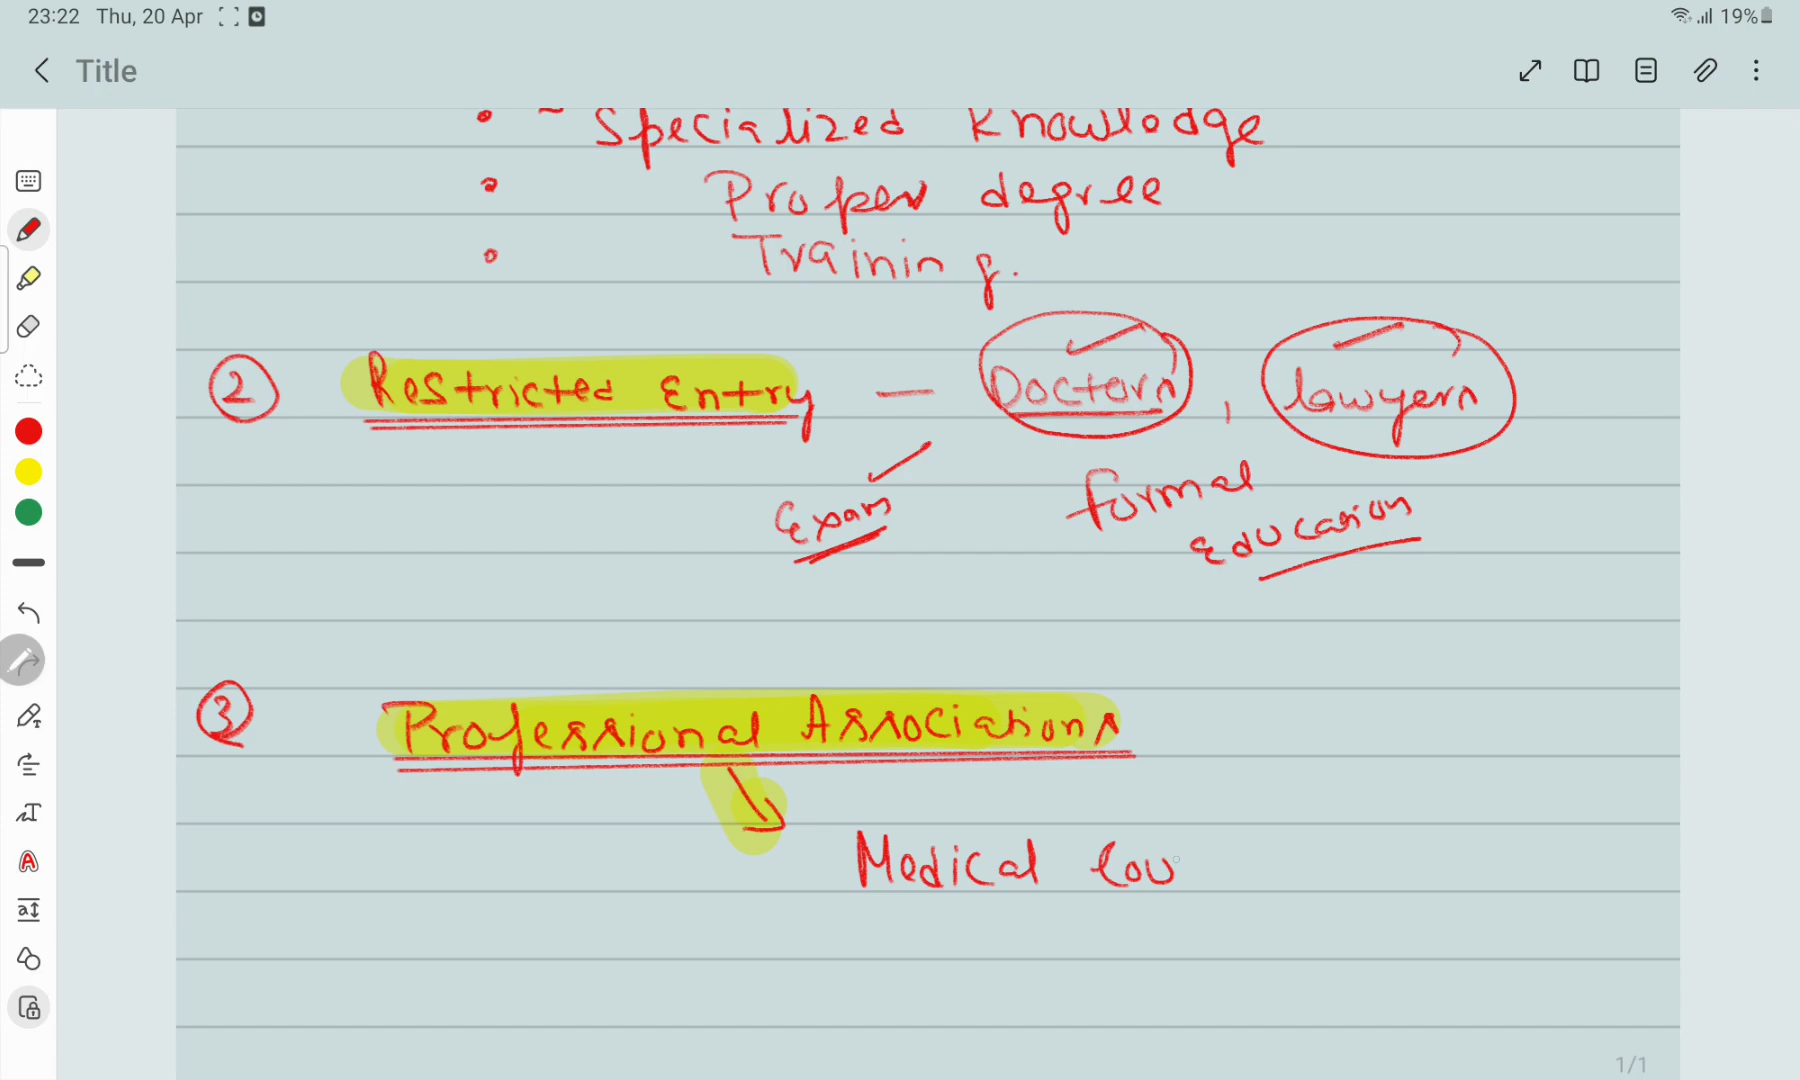 23:22 Thu, 20 Apr 19%
Title
• ~ Specialized Knowledge
• Proper degree
• Training.
② Restricted Entry — Doctors, lawyers
Exam formal
education
③ Professional Associations
Medical Cou
1/1